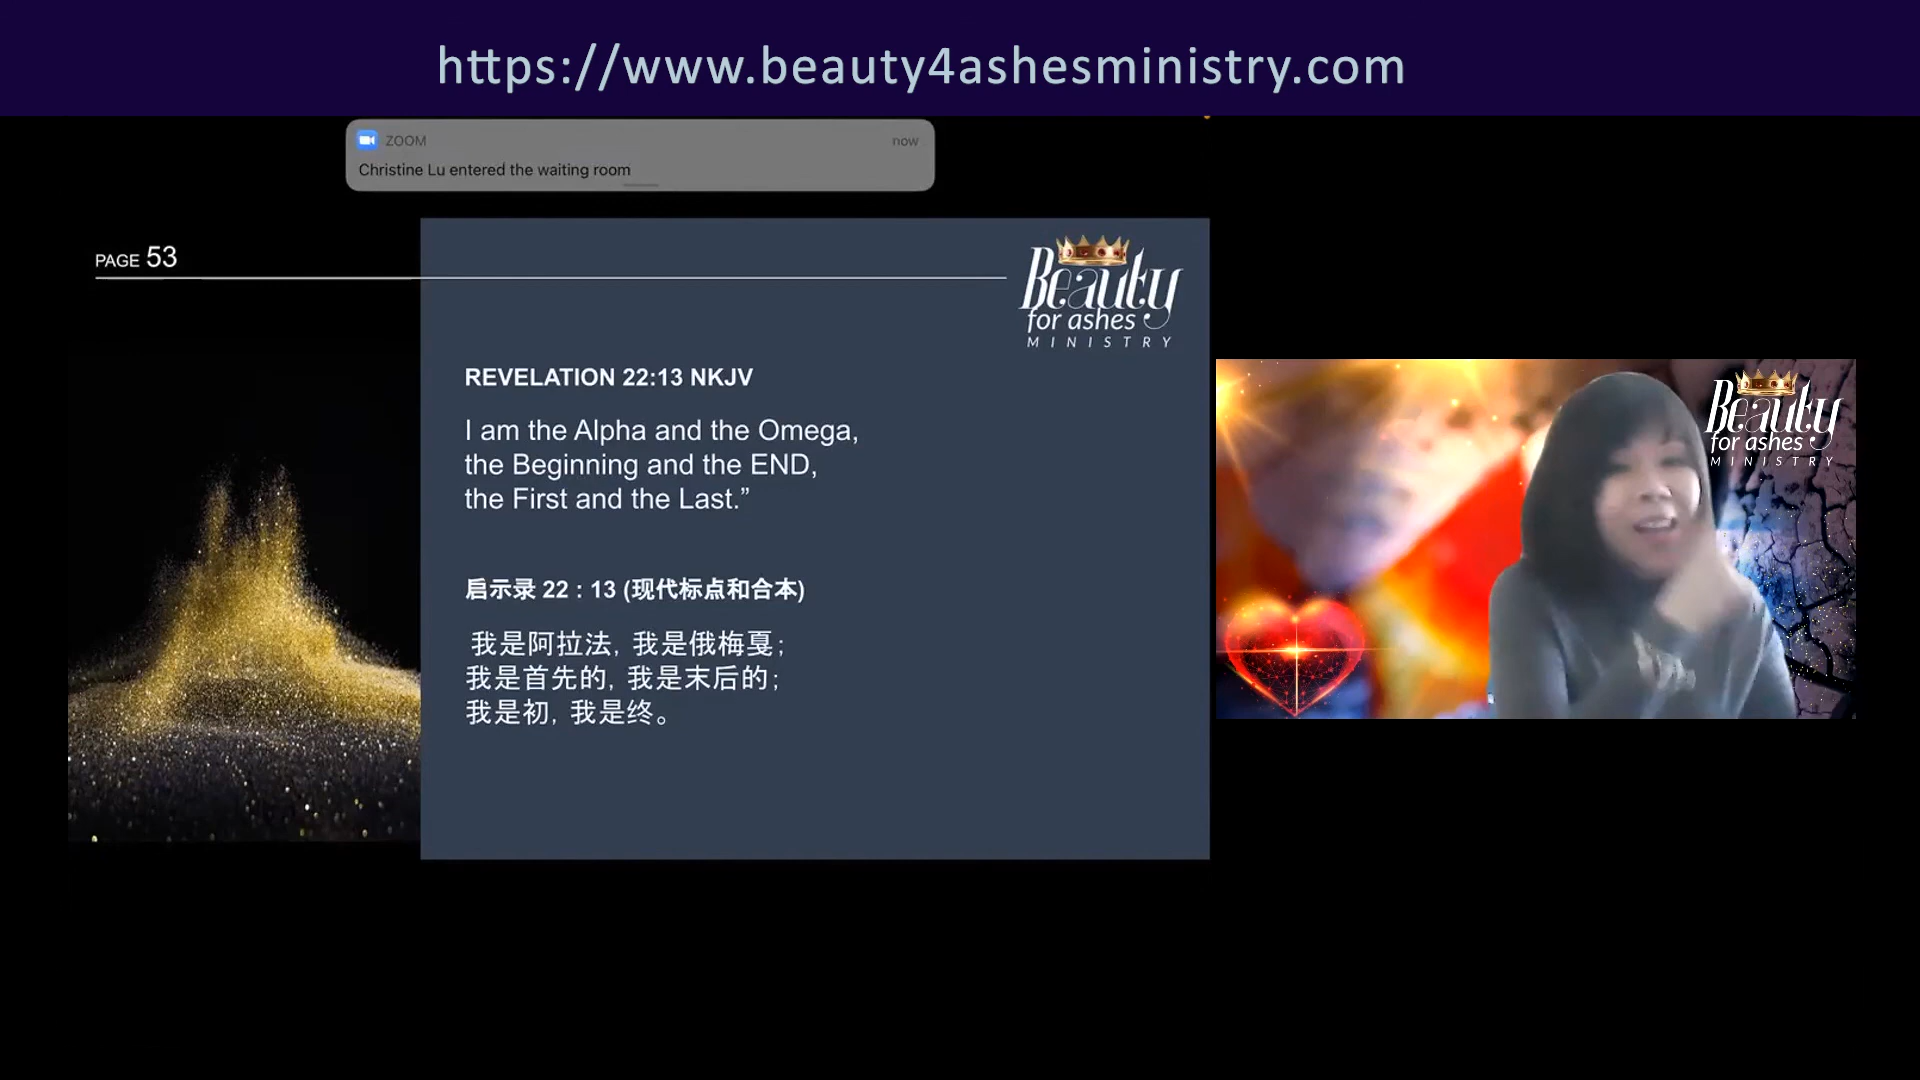 https://www.beauty4ashesministry.com
ZOOM now
Christine Lu entered the waiting room
PAGE 53
Beauty
for ashes
MINISTRY
REVELATION 22:13 NKJV
I am the Alpha and the Omega,
the Beginning and the END,
the First and the Last.”
启示录 22 : 13 (现代标点和合本)
我是阿拉法, 我是俄梅戛;
我是首先的, 我是末后的;
我是初, 我是终。
Beauty
for ashes
MINISTRY